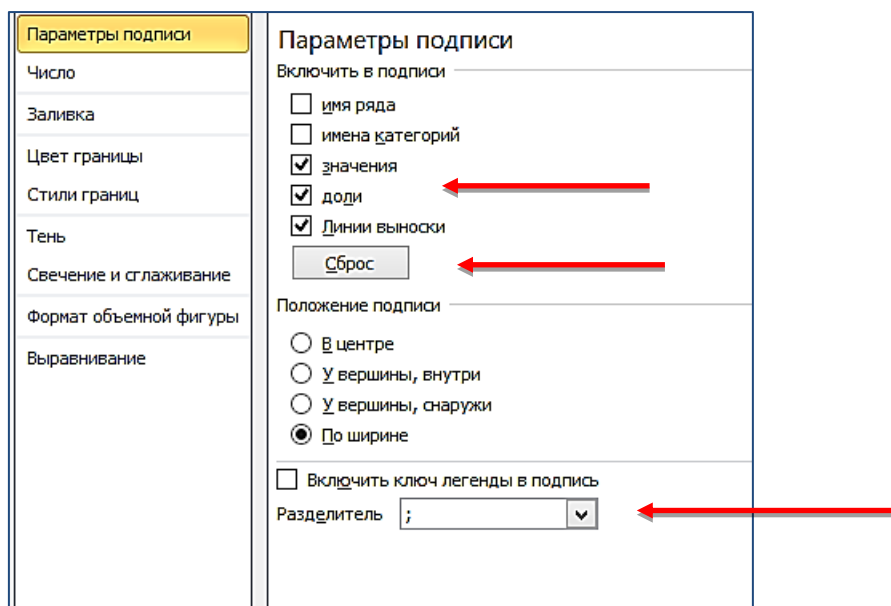 Параметры подписи
Число
Заливка
Цвет границы
Стили границ
Тень
Свечение и сглаживание
Формат объемной фигуры
Выравнивание
Параметры подписи
Включить в подписи
имя ряда
имена категорий
значения
доли
Линии выноски
Сброс
Положение подписи
В центре
У вершины, внутри
У вершины, снаружи
По ширине
Включить ключ легенды в подпись
Разделитель ;